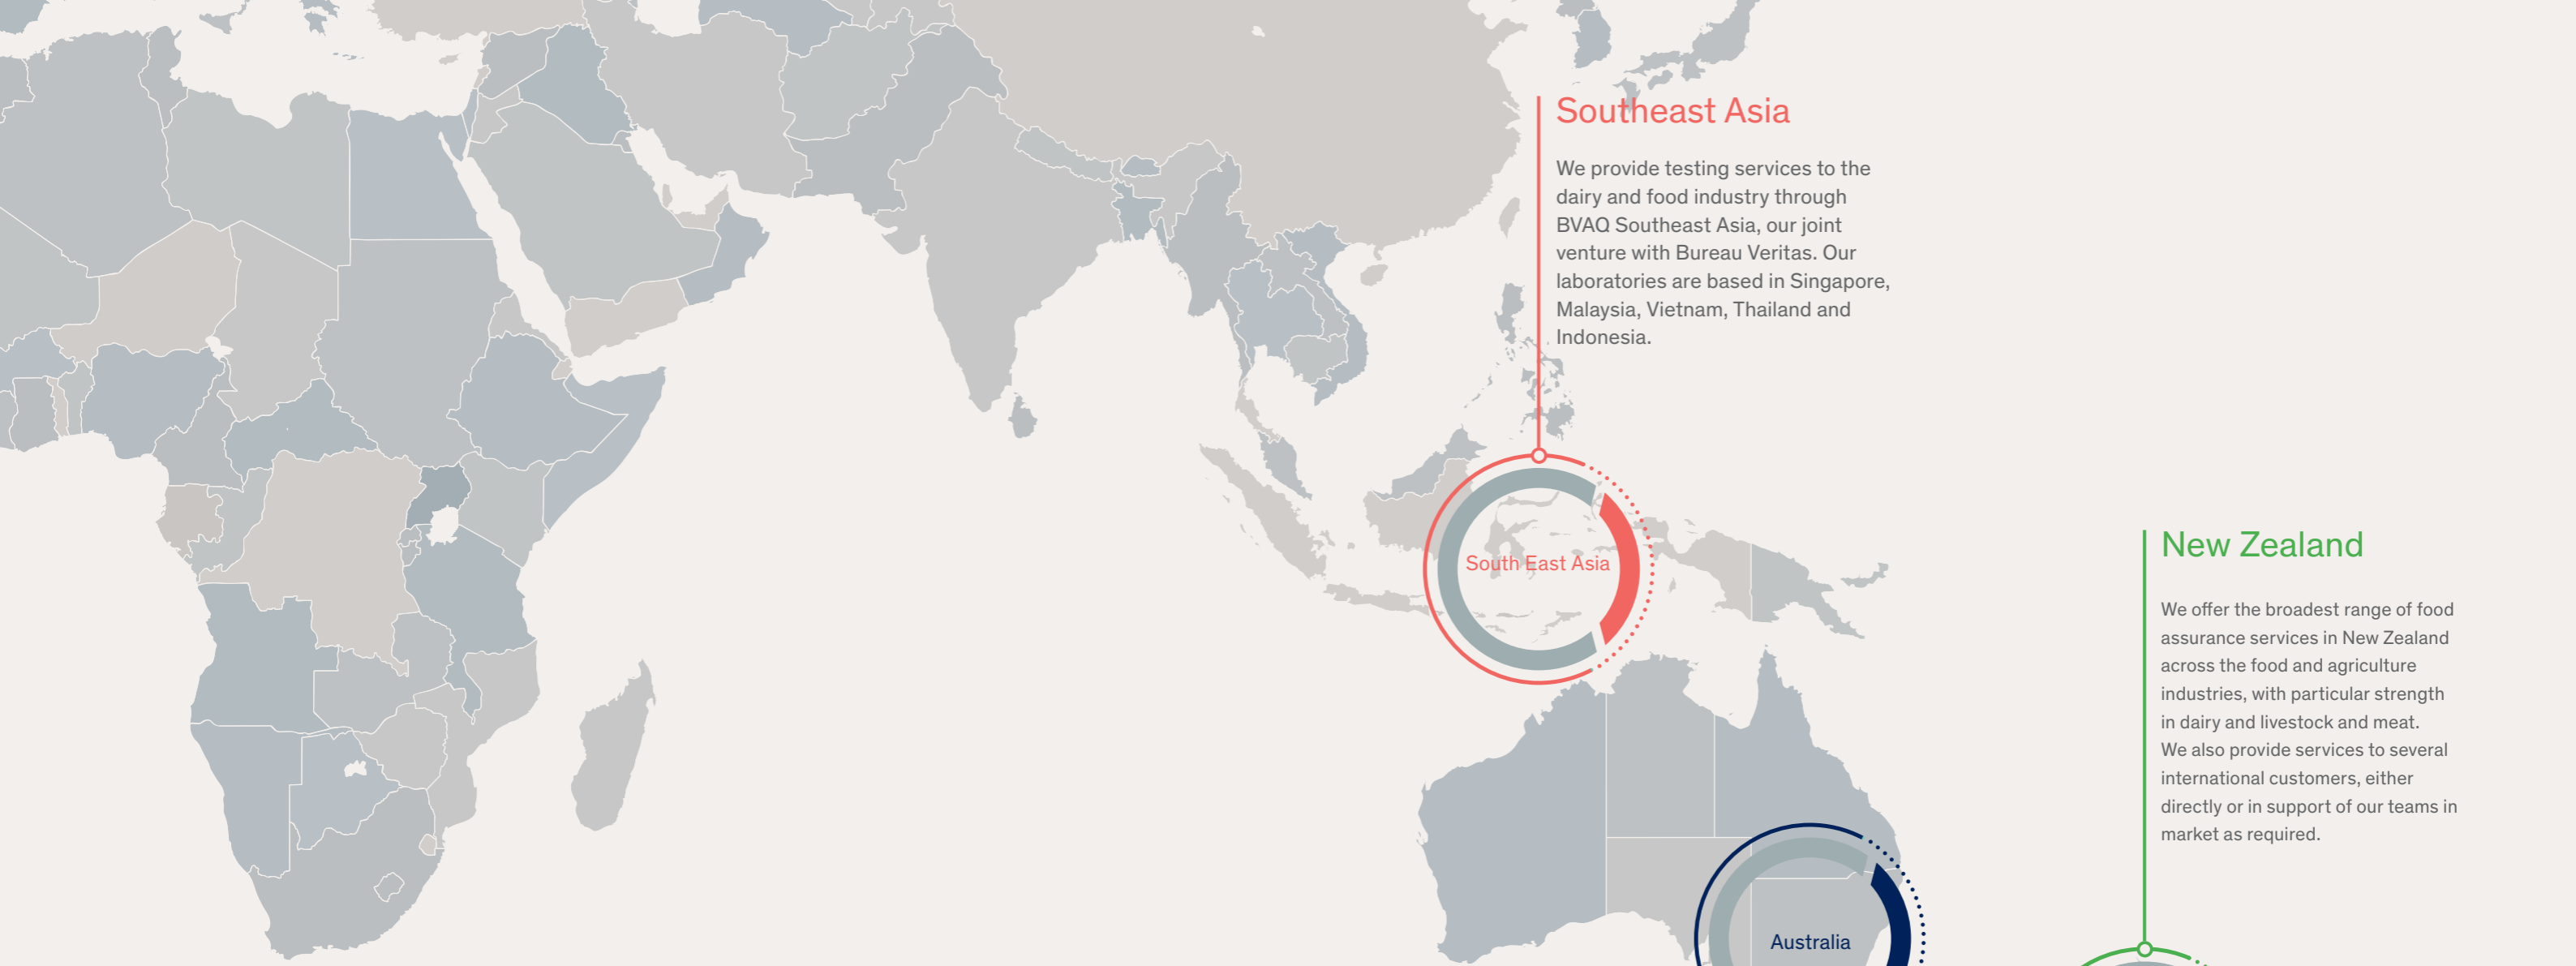 Southeast Asia
We provide testing services to the
dairy and food industry through
BVAQ Southeast Asia, our joint
venture with Bureau Veritas. Our
laboratories are based in Singapore,
Malaysia, Vietnam, Thailand and
Indonesia.
South East Asia
New Zealand
We offer the broadest range of food
assurance services in New Zealand
across the food and agriculture
industries, with particular strength
in dairy and livestock and meat.
We also provide services to several
international customers, either
directly or in support of our teams in
market as required.
Australia